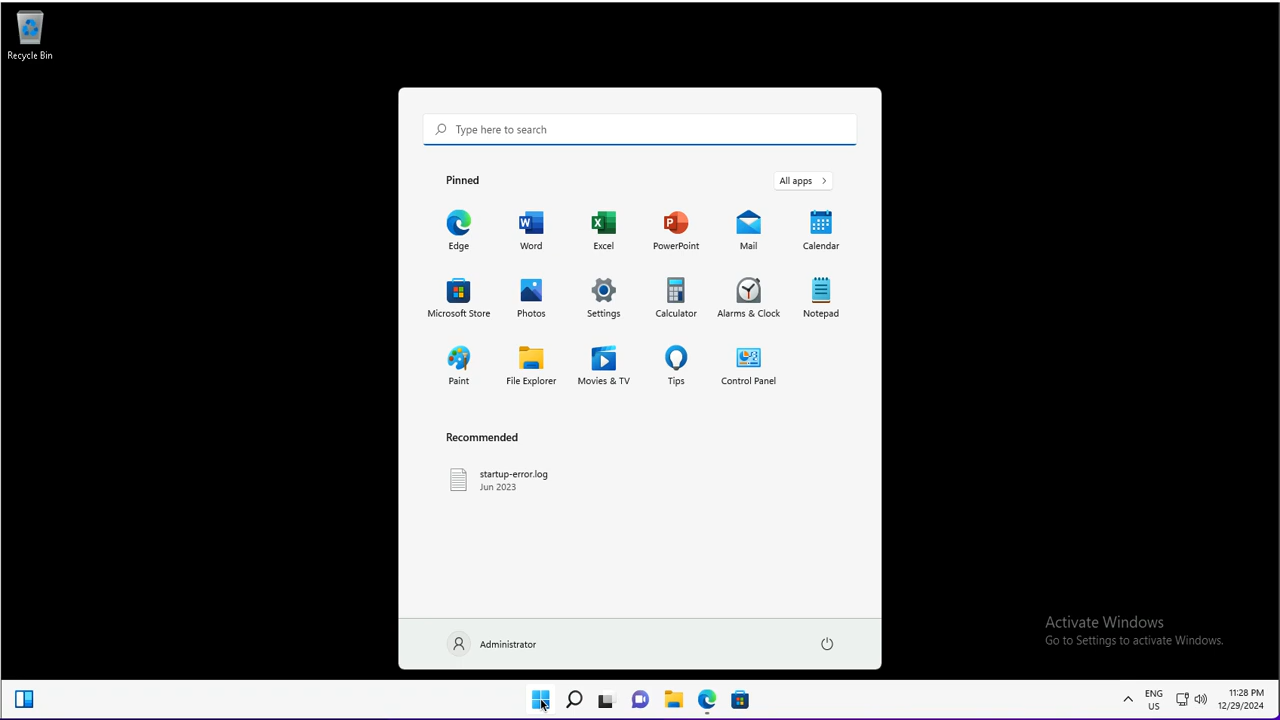 Recycle Bin
Type here to search
Pinned
All apps
Edge
Word
Excel
PowerPoint
Mail
Calendar
Microsoft Store
Photos
Settings
Calculator
Alarms & Clock
Notepad
Paint
File Explorer
Movies & TV
Tips
Control Panel
Recommended
startup-error.log
Jun 2023
Administrator
Activate Windows
Go to Settings to activate Windows.
ENG
US
11:28 PM
12/29/2024